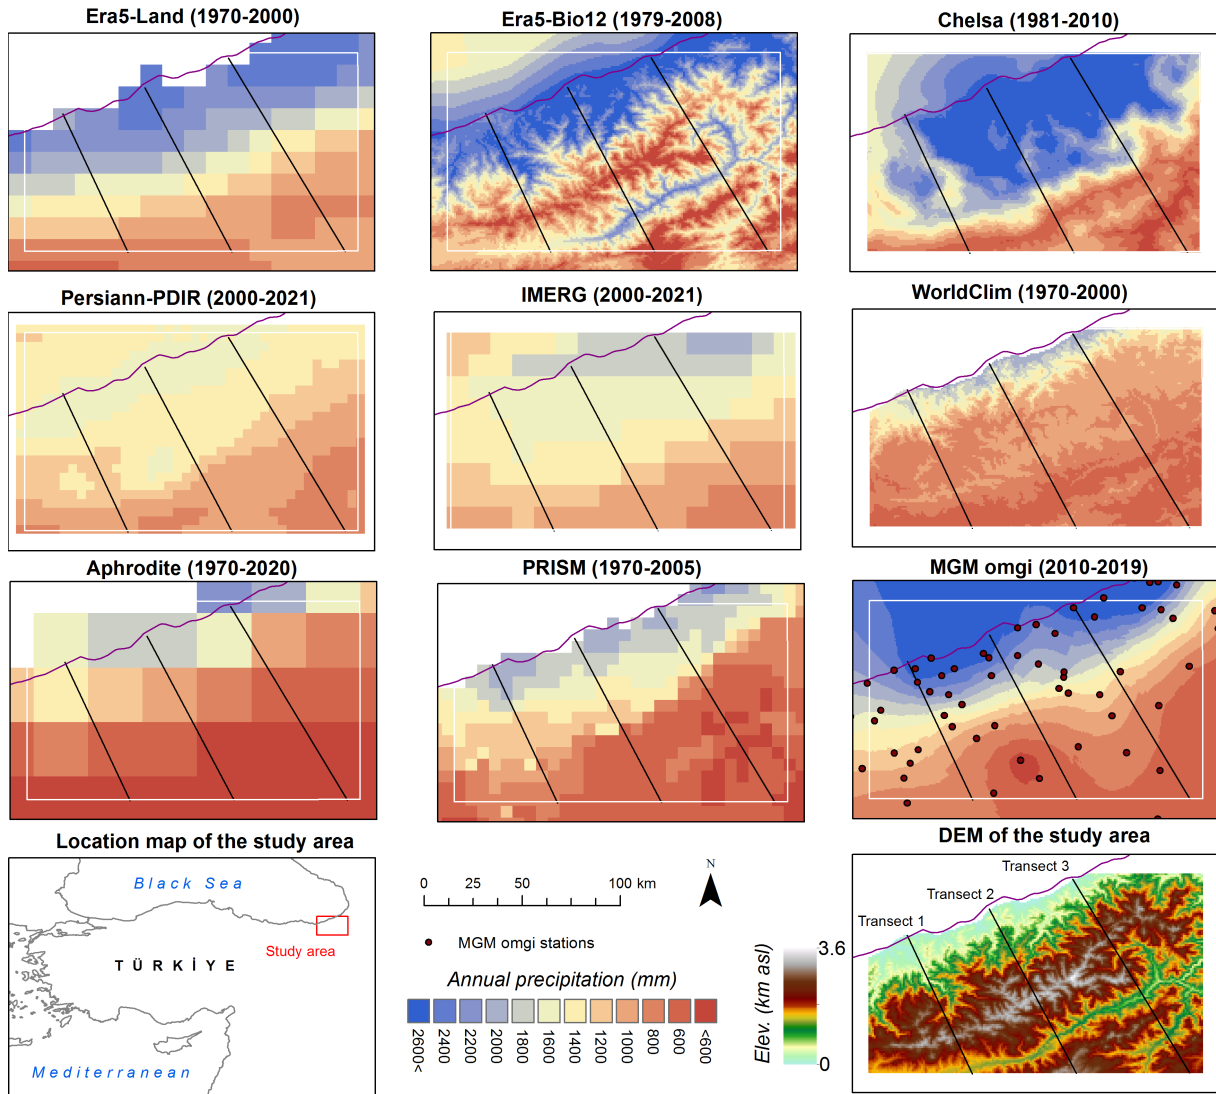 Era5-Land (1970-2000)
Era5-Bio12 (1979-2008)
Chelsa (1981-2010)
Persiann-PDIR (2000-2021)
IMERG (2000-2021)
WorldClim (1970-2000)
Aphrodite (1970-2020)
PRISM (1970-2005)
MGM omgi (2010-2019)
Location map of the study area
Black Sea
Study area
TÜRKİYE
Mediterranean
0 25 50 100 km
N
MGM omgi stations
Annual precipitation (mm)
2600<
2400
2200
2000
1800
1600
1400
1200
1000
800
600
<600
Elev. (km asl)
3.6
0
DEM of the study area
Transect 3
Transect 2
Transect 1